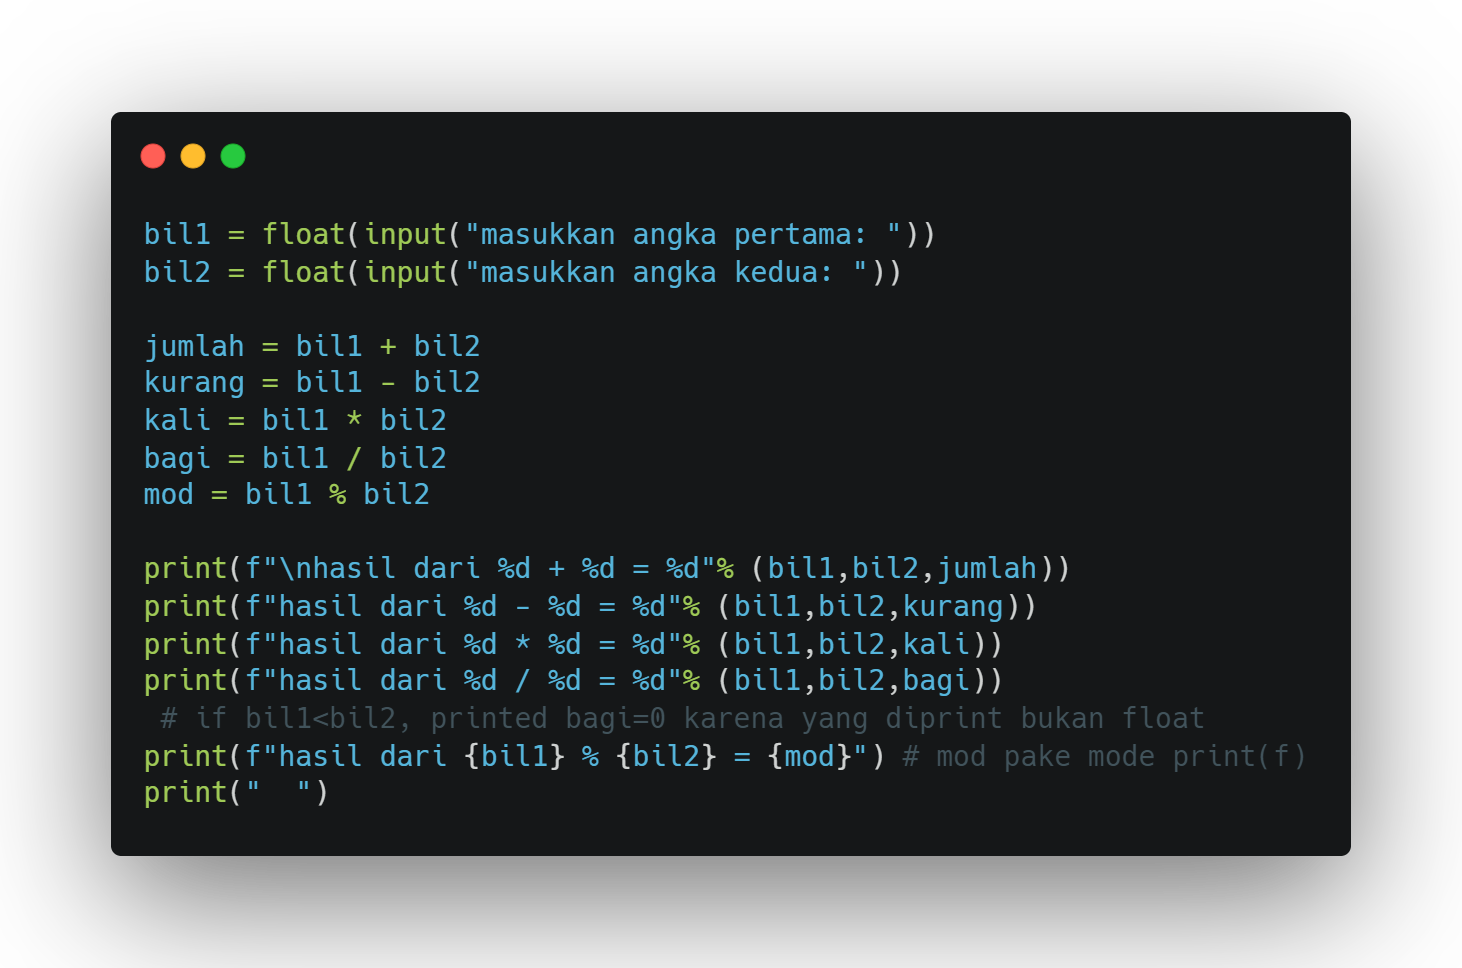 bil1 = float(input("masukkan angka pertama: "))
bil2 = float(input("masukkan angka kedua: "))
jumlah = bil1 + bil2
kurang = bil1 - bil2
kali = bil1 * bil2
bagi = bil1 / bil2
mod = bil1 % bil2
print(f"\nhasil dari %d + %d = %d"% (bil1,bil2,jumlah))
print(f"hasil dari %d - %d = %d"% (bil1,bil2,kurang))
print(f"hasil dari %d * %d = %d"% (bil1,bil2,kali))
print(f"hasil dari %d / %d = %d"% (bil1,bil2,bagi))
 # if bil1<bil2, printed bagi=0 karena yang diprint bukan float
print(f"hasil dari {bil1} % {bil2} = {mod}") # mod pake mode print(f)
print("  ")